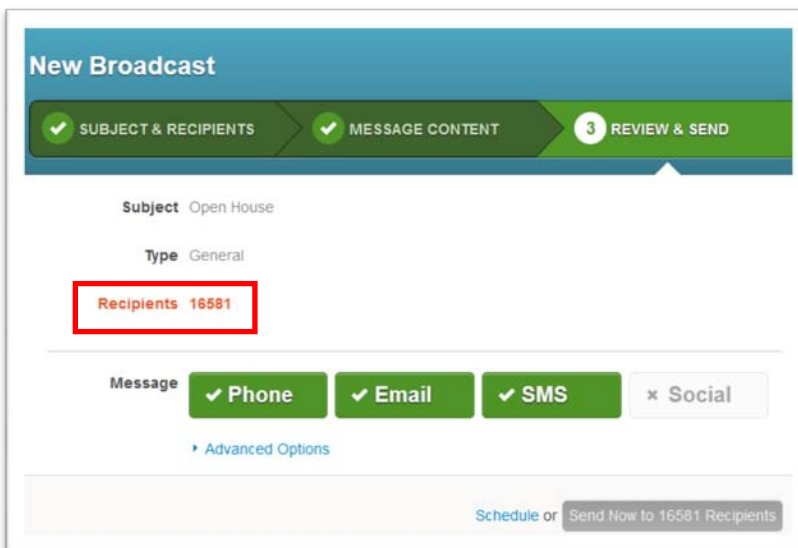 New Broadcast
SUBJECT & RECIPIENTS MESSAGE CONTENT 3 REVIEW & SEND
Subject Open House
Type General
Recipients 16581
Message Phone Email SMS Social
Advanced Options
Schedule or Send Now to 16581 Recipients